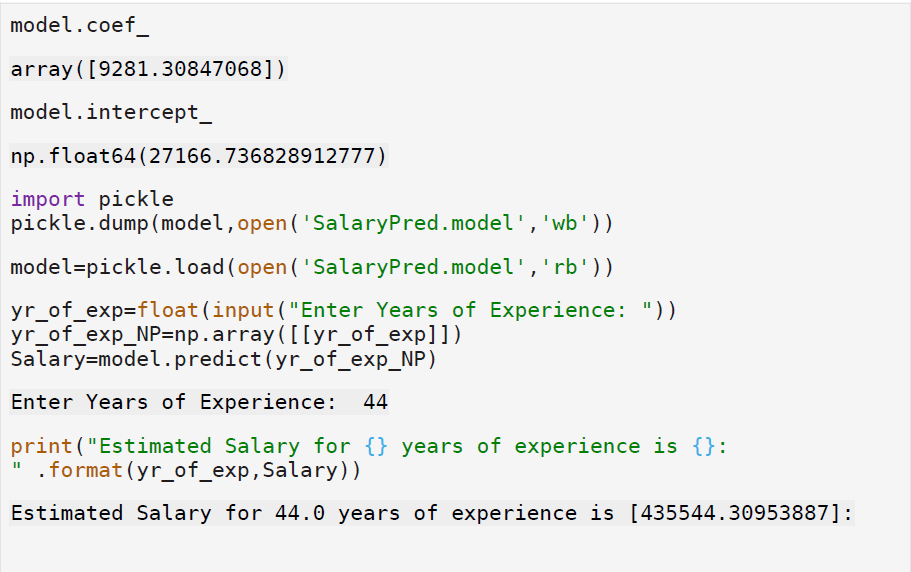 model.coef_
array([9281.30847068])
model.intercept_
np.float64(27166.736828912777)
import pickle
pickle.dump(model,open('SalaryPred.model','wb'))
model=pickle.load(open('SalaryPred.model','rb'))
yr_of_exp=float(input("Enter Years of Experience: "))
yr_of_exp_NP=np.array([[yr_of_exp]])
Salary=model.predict(yr_of_exp_NP)
Enter Years of Experience:  44
print("Estimated Salary for {} years of experience is {}:
" .format(yr_of_exp,Salary))
Estimated Salary for 44.0 years of experience is [435544.30953887]: